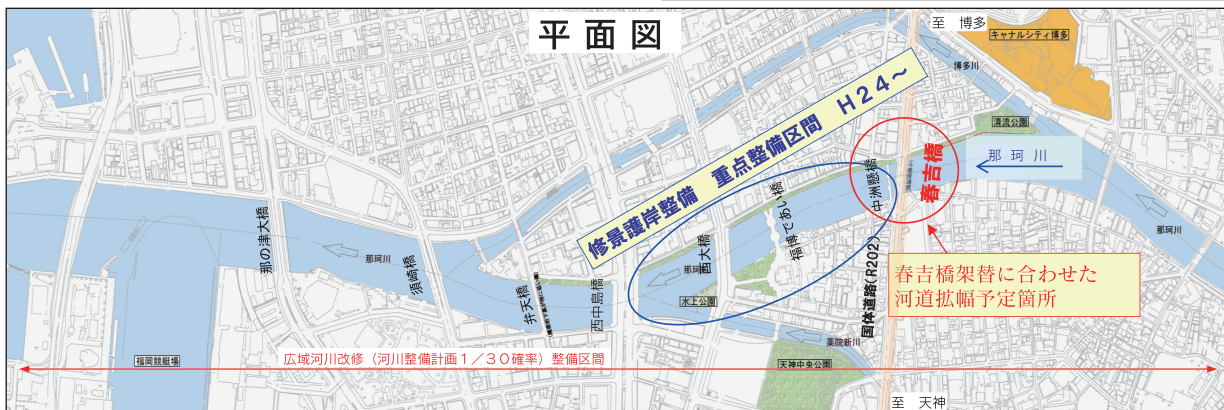 平面図
至 博多
キャナルシティ博多
博多川
清流公園
修景護岸整備 重点整備区間 H24~
那珂川
春吉橋
中洲懸橋
福博であい橋
西大橋
那珂川
水上公園
国体道路(R202)
春吉橋架替に合わせた
河道拡幅予定箇所
那珂川
薬院新川
天神中央公園
至 天神
西中島橋
弁天橋
須崎橋
那珂川
那の津大橋
福岡競艇場
広域河川改修(河川整備計画1/30確率)整備区間